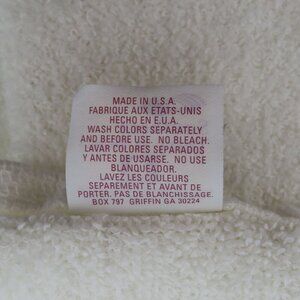 MADE IN U.S.A.
FABRIQUE AUX ETATS-UNIS
HECHO EN E.U.A.
WASH COLORS SEPARATELY
AND BEFORE USE. NO BLEACH.
LAVAR COLORES SEPARADOS
Y ANTES DE USARSE. NO USE
BLANQUEADOR.
LAVEZ LES COULEURS
SEPAREMENT ET AVANT DE
PORTER. PAS DE BLANCHISSAGE.
BOX 797 GRIFFIN GA 30224